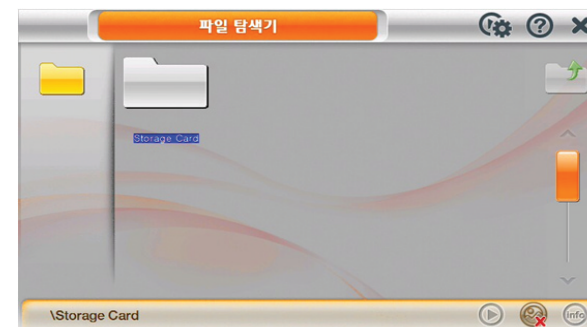 파일 탐색기
Storage Card
\Storage Card
info